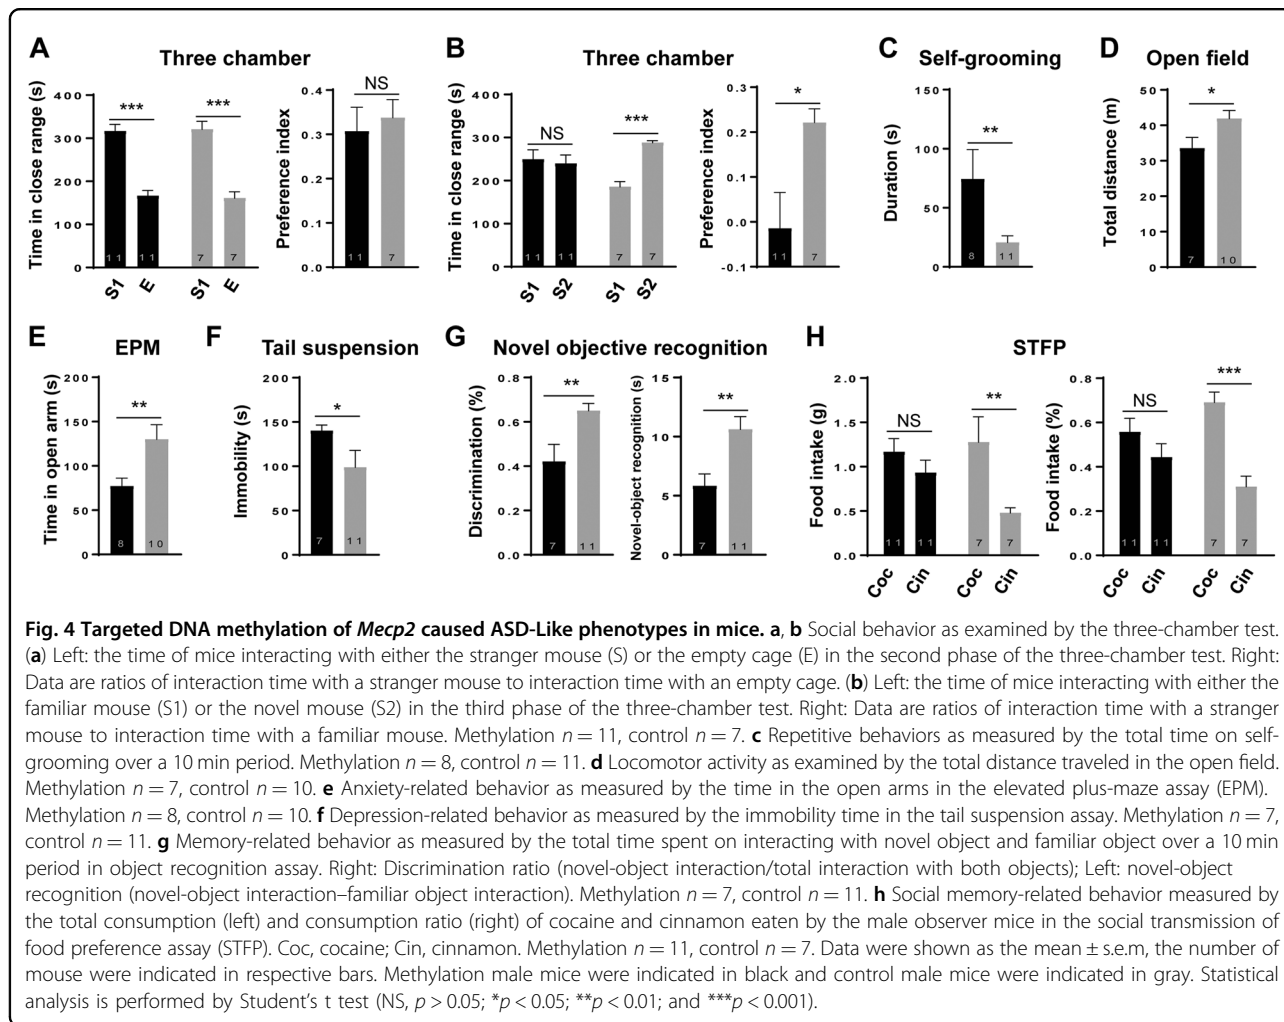 A
Three chamber
Time in close range (s)
400
300
200
100
0
***
***
11
11
7
7
S1
E
S1
E
Preference index
0.4
0.3
0.2
0.1
0.0
NS
11
7
B
Three chamber
Time in close range (s)
400
300
200
100
0
NS
***
11
11
7
7
S1
S2
S1
S2
Preference index
0.3
0.2
0.1
0.0
-0.1
*
11
7
C
Self-grooming
Duration (s)
150
100
50
0
**
8
11
D
Open field
Total distance (m)
50
40
30
20
10
0
*
7
10
E
EPM
Time in open arm (s)
200
150
100
50
0
**
8
10
F
Tail suspension
Immobility (s)
200
150
100
50
0
*
7
11
G
Novel objective recognition
Discrimination (%)
0.8
0.6
0.4
0.2
0.0
**
7
11
Novel-object recognition (s)
15
10
5
0
**
7
11
H
STFP
Food intake (g)
2.0
1.5
1.0
0.5
0.0
NS
**
11
11
7
7
Coc
Cin
Coc
Cin
Food intake (%)
0.8
0.6
0.4
0.2
0.0
NS
***
11
11
7
7
Coc
Cin
Coc
Cin
Fig. 4 Targeted DNA methylation of Mecp2 caused ASD-Like phenotypes in mice. a, b Social behavior as examined by the three-chamber test.
(a) Left: the time of mice interacting with either the stranger mouse (S) or the empty cage (E) in the second phase of the three-chamber test. Right:
Data are ratios of interaction time with a stranger mouse to interaction time with an empty cage. (b) Left: the time of mice interacting with either the
familiar mouse (S1) or the novel mouse (S2) in the third phase of the three-chamber test. Right: Data are ratios of interaction time with a stranger
mouse to interaction time with a familiar mouse. Methylation n = 11, control n = 7. c Repetitive behaviors as measured by the total time on self-
grooming over a 10 min period. Methylation n = 8, control n = 11. d Locomotor activity as examined by the total distance traveled in the open field.
Methylation n = 7, control n = 10. e Anxiety-related behavior as measured by the time in the open arms in the elevated plus-maze assay (EPM).
Methylation n = 8, control n = 10. f Depression-related behavior as measured by the immobility time in the tail suspension assay. Methylation n = 7,
control n = 11. g Memory-related behavior as measured by the total time spent on interacting with novel object and familiar object over a 10 min
period in object recognition assay. Right: Discrimination ratio (novel-object interaction/total interaction with both objects); Left: novel-object
recognition (novel-object interaction–familiar object interaction). Methylation n = 7, control n = 11. h Social memory-related behavior measured by
the total consumption (left) and consumption ratio (right) of cocaine and cinnamon eaten by the male observer mice in the social transmission of
food preference assay (STFP). Coc, cocaine; Cin, cinnamon. Methylation n = 11, control n = 7. Data were shown as the mean ± s.e.m, the number of
mouse were indicated in respective bars. Methylation male mice were indicated in black and control male mice were indicated in gray. Statistical
analysis is performed by Student's t test (NS, p > 0.05; *p < 0.05; **p < 0.01; and ***p < 0.001).